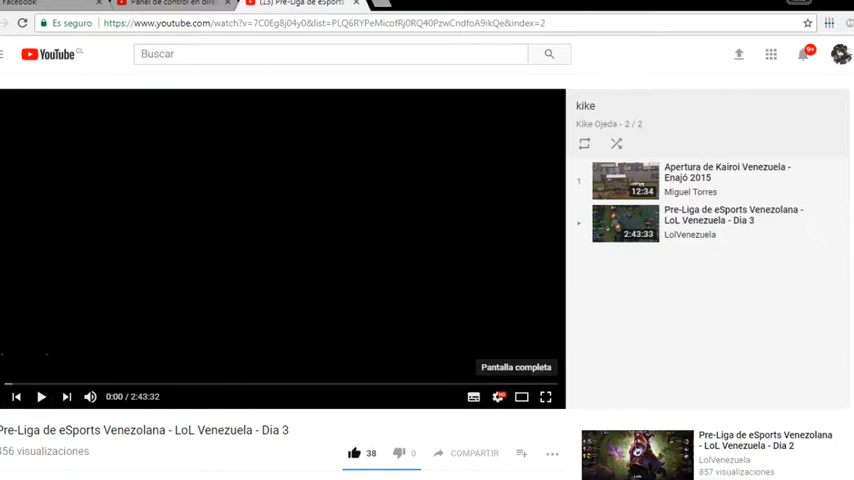 Facebook
Panel de control en dire
(13) Pre-Liga de eSports
Es seguro
https://www.youtube.com/watch?v=7C0Eg8j04y0&list=PLQ6RYPeMicofRj0RQ40PzwCndfoA9ikQe&index=2
YouTube CL
Buscar
9+
kike
Kike Ojeda - 2 / 2
1
12:34
Apertura de Kairoi Venezuela -
Enajó 2015
Miguel Torres
2:43:33
Pre-Liga de eSports Venezolana -
LoL Venezuela - Dia 3
LolVenezuela
Pantalla completa
0:00 / 2:43:32
HD
Pre-Liga de eSports Venezolana - LoL Venezuela - Dia 3
456 visualizaciones
38
0
COMPARTIR
Pre-Liga de eSports Venezolana
- LoL Venezuela - Dia 2
LolVenezuela
857 visualizaciones